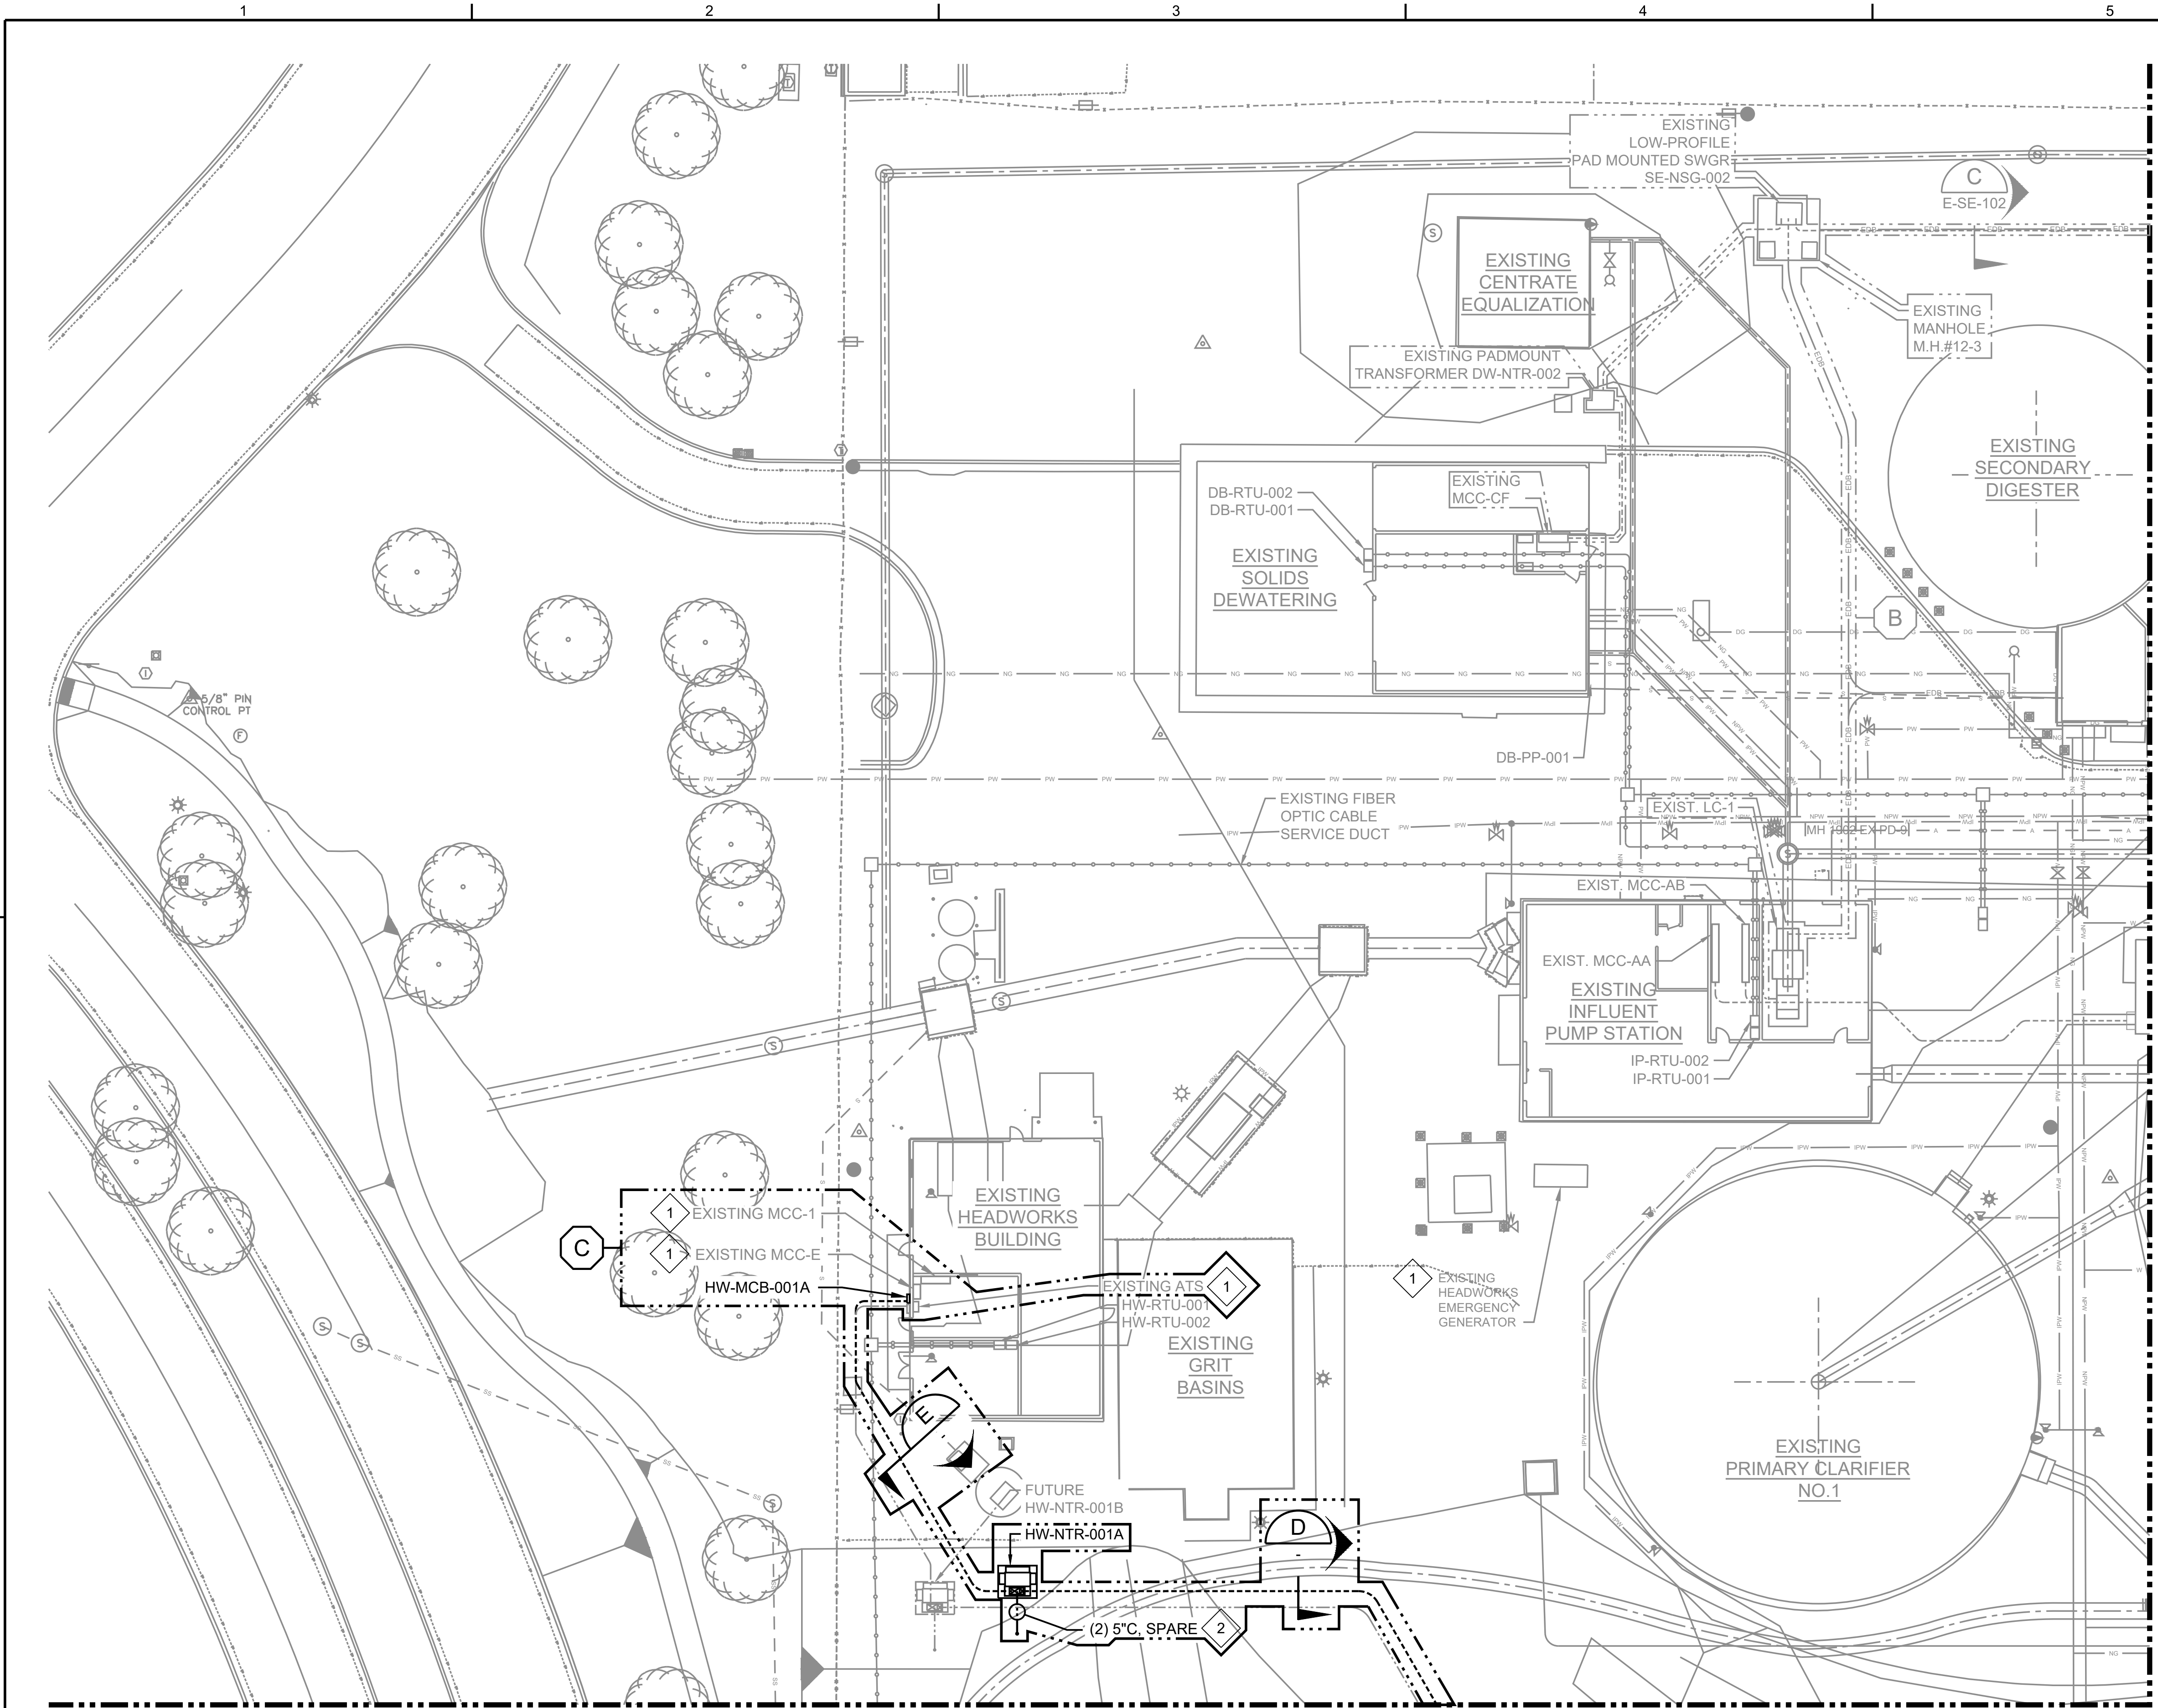 1
2
3
4
5
EXISTING
LOW-PROFILE
PAD MOUNTED SWGR
SE-NSG-002
C
E-SE-102
EXISTING
CENTRATE
EQUALIZATION
EXISTING
MANHOLE
M.H.#12-3
EXISTING PADMOUNT
TRANSFORMER DW-NTR-002
EXISTING
SECONDARY
DIGESTER
DB-RTU-002
DB-RTU-001
EXISTING
MCC-CF
EXISTING
SOLIDS
DEWATERING
B
5/8" PIN
CONTROL PT
F
DB-PP-001
EXISTING FIBER
OPTIC CABLE
SERVICE DUCT
EXIST. LC-1
MH 1902 EX PD-9
EXIST. MCC-AB
EXIST. MCC-AA
EXISTING
INFLUENT
PUMP STATION
IP-RTU-002
IP-RTU-001
EXISTING
HEADWORKS
BUILDING
1
EXISTING MCC-1
C
1
EXISTING MCC-E
HW-MCB-001A
EXISTING ATS
1
HW-RTU-001
HW-RTU-002
EXISTING
GRIT
BASINS
1
EXISTING
HEADWORKS
EMERGENCY
GENERATOR
E
-
FUTURE
HW-NTR-001B
HW-NTR-001A
D
-
(2) 5"C, SPARE
2
EXISTING
PRIMARY CLARIFIER
NO.1